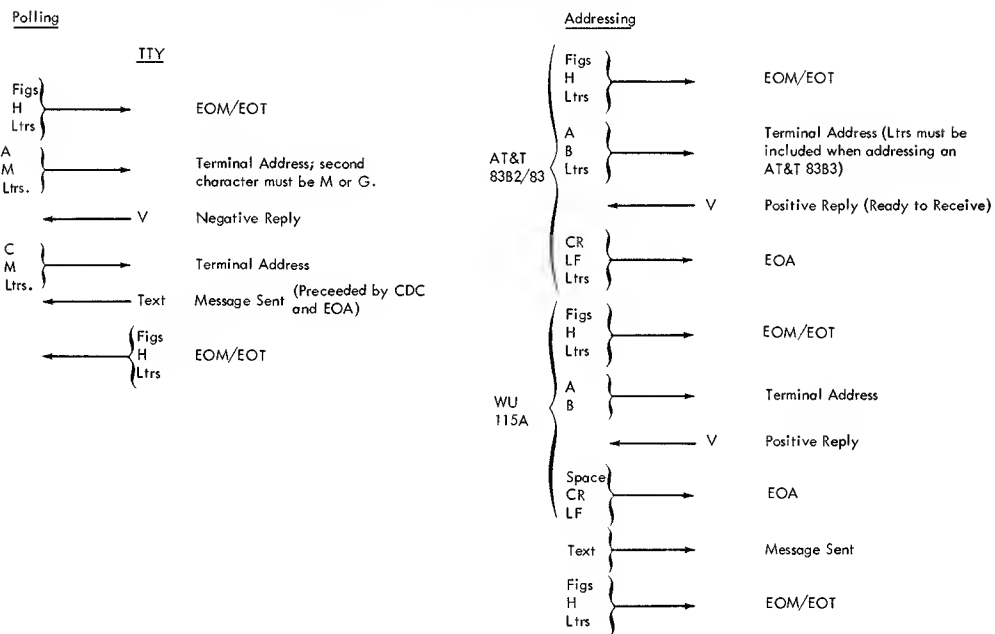 Polling
TTY
Figs
H
Ltrs
EOM/EOT
A
M
Ltrs.
Terminal Address; second
character must be M or G.
V Negative Reply
C
M
Ltrs.
Terminal Address
Text Message Sent (Preceeded by CDC
and EOA)
Figs
H
Ltrs
EOM/EOT
Addressing
AT&T
83B2/83
Figs
H
Ltrs
EOM/EOT
A
B
Ltrs
Terminal Address (Ltrs must be
included when addressing an
AT&T 83B3)
V Positive Reply (Ready to Receive)
CR
LF
Ltrs
EOA
WU
115A
Figs
H
Ltrs
EOM/EOT
A
B
Terminal Address
V Positive Reply
Space
CR
LF
EOA
Text Message Sent
Figs
H
Ltrs
EOM/EOT